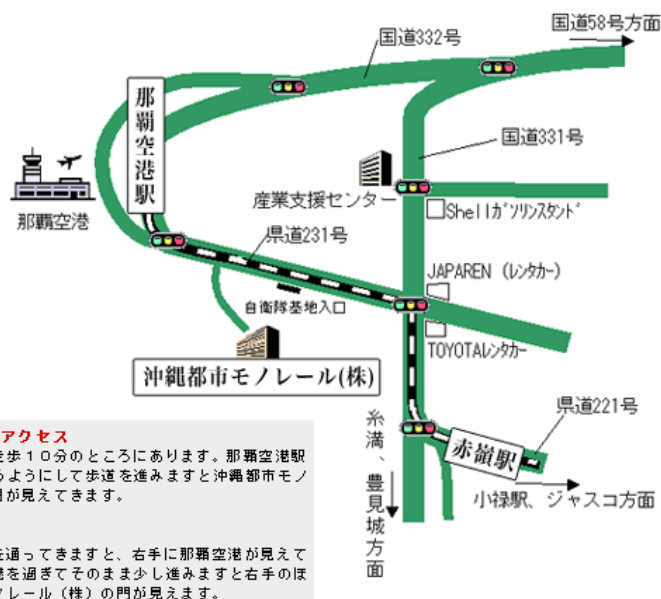 国道58号方面
国道332号
那覇空港駅
国道331号
那覇空港
産業支援センター
Shellガソリンスタンド
県道231号
JAPAREN (レンタカー)
自衛隊基地入口
TOYOTAレンタカー
沖縄都市モノレール(株)
県道221号
糸満、豊見城方面
赤嶺駅
小禄駅、ジャスコ方面
アクセス
歩１０分のところにあります。那覇空港駅
るようにして歩道を進みますと沖縄都市モノ
が見えてきます。
を通ってきますと、右手に那覇空港が見えて
を過ぎてそのまま少し進みますと右手のほ
ノレール（株）の門が見えます。